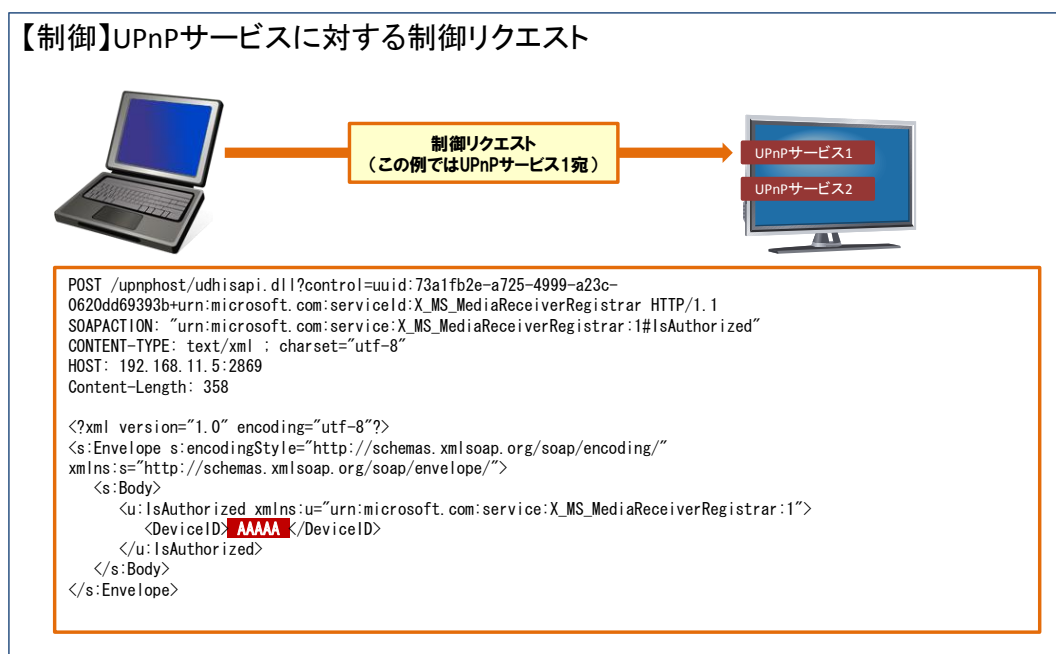 【制御】UPnPサービスに対する制御リクエスト
制御リクエスト
（この例ではUPnPサービス1宛）
UPnPサービス1
UPnPサービス2
POST /upnphost/udhisapi.dll?control=uuid:73a1fb2e-a725-4999-a23c-
0620dd69393b+urn:microsoft.com:serviceId:X_MS_MediaReceiverRegistrar HTTP/1.1
SOAPACTION: "urn:microsoft.com:service:X_MS_MediaReceiverRegistrar:1#IsAuthorized"
CONTENT-TYPE: text/xml ; charset="utf-8"
HOST: 192.168.11.5:2869
Content-Length: 358
<?xml version="1.0" encoding="utf-8"?>
<s:Envelope s:encodingStyle="http://schemas.xmlsoap.org/soap/encoding/"
xmlns:s="http://schemas.xmlsoap.org/soap/envelope/">
<s:Body>
<u:IsAuthorized xmlns:u="urn:microsoft.com:service:X_MS_MediaReceiverRegistrar:1">
<DeviceID> AAAAA </DeviceID>
</u:IsAuthorized>
</s:Body>
</s:Envelope>